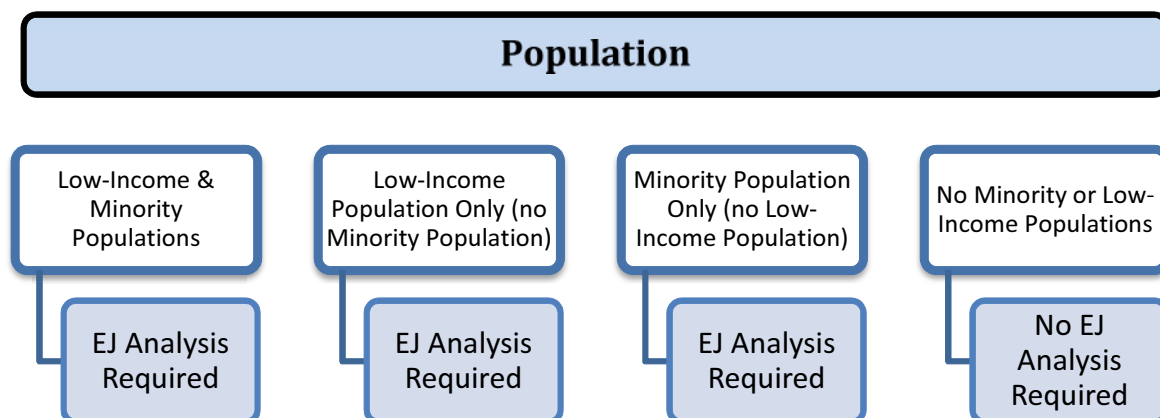 Population
Low-Income &
Minority
Populations
EJ Analysis
Required
Low-Income
Population Only (no
Minority Population)
EJ Analysis
Required
Minority Population
Only (no Low-
Income Population)
EJ Analysis
Required
No Minority or Low-
Income Populations
No EJ
Analysis
Required